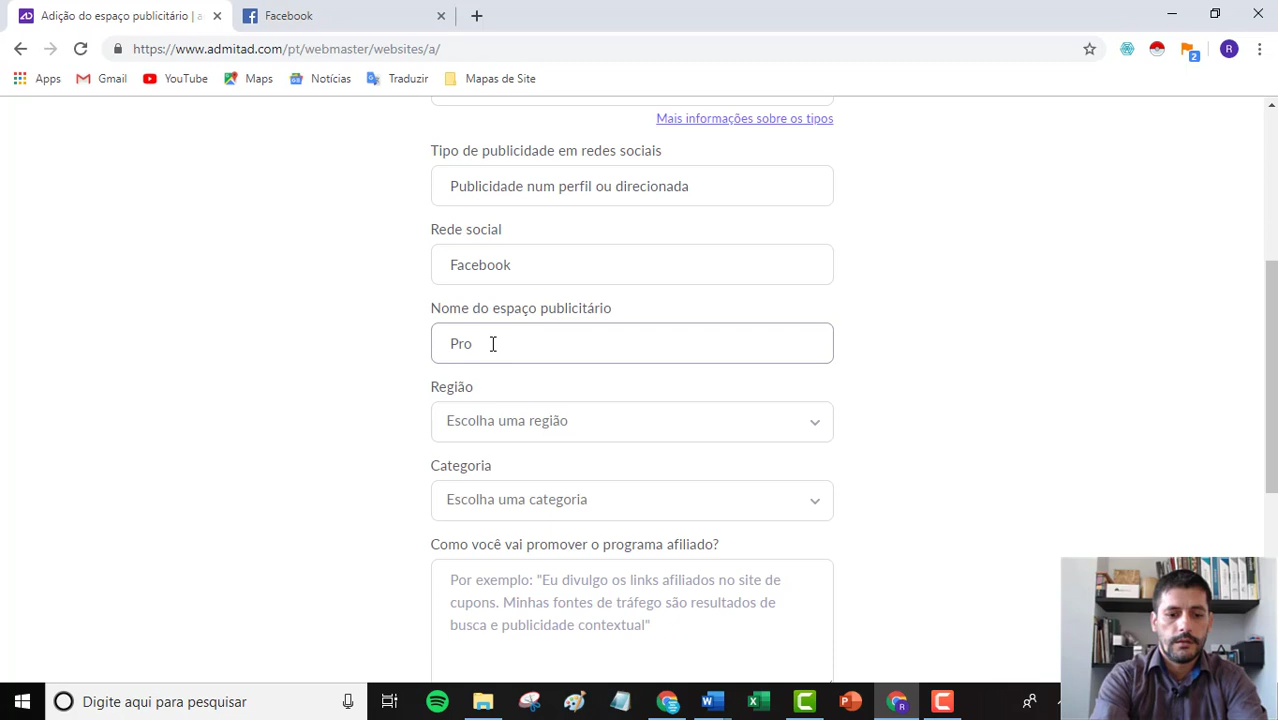 Adição do espaço publicitário | a
Facebook
https://www.admitad.com/pt/webmaster/websites/a/
R
2
Apps
Gmail
YouTube
Maps
Notícias
Traduzir
Mapas de Site
Mais informações sobre os tipos
Tipo de publicidade em redes sociais
Publicidade num perfil ou direcionada
Rede social
Facebook
Nome do espaço publicitário
Pro
Região
Escolha uma região
Categoria
Escolha uma categoria
Como você vai promover o programa afiliado?
Por exemplo: "Eu divulgo os links afiliados no site de
cupons. Minhas fontes de tráfego são resultados de
busca e publicidade contextual"
Digite aqui para pesquisar